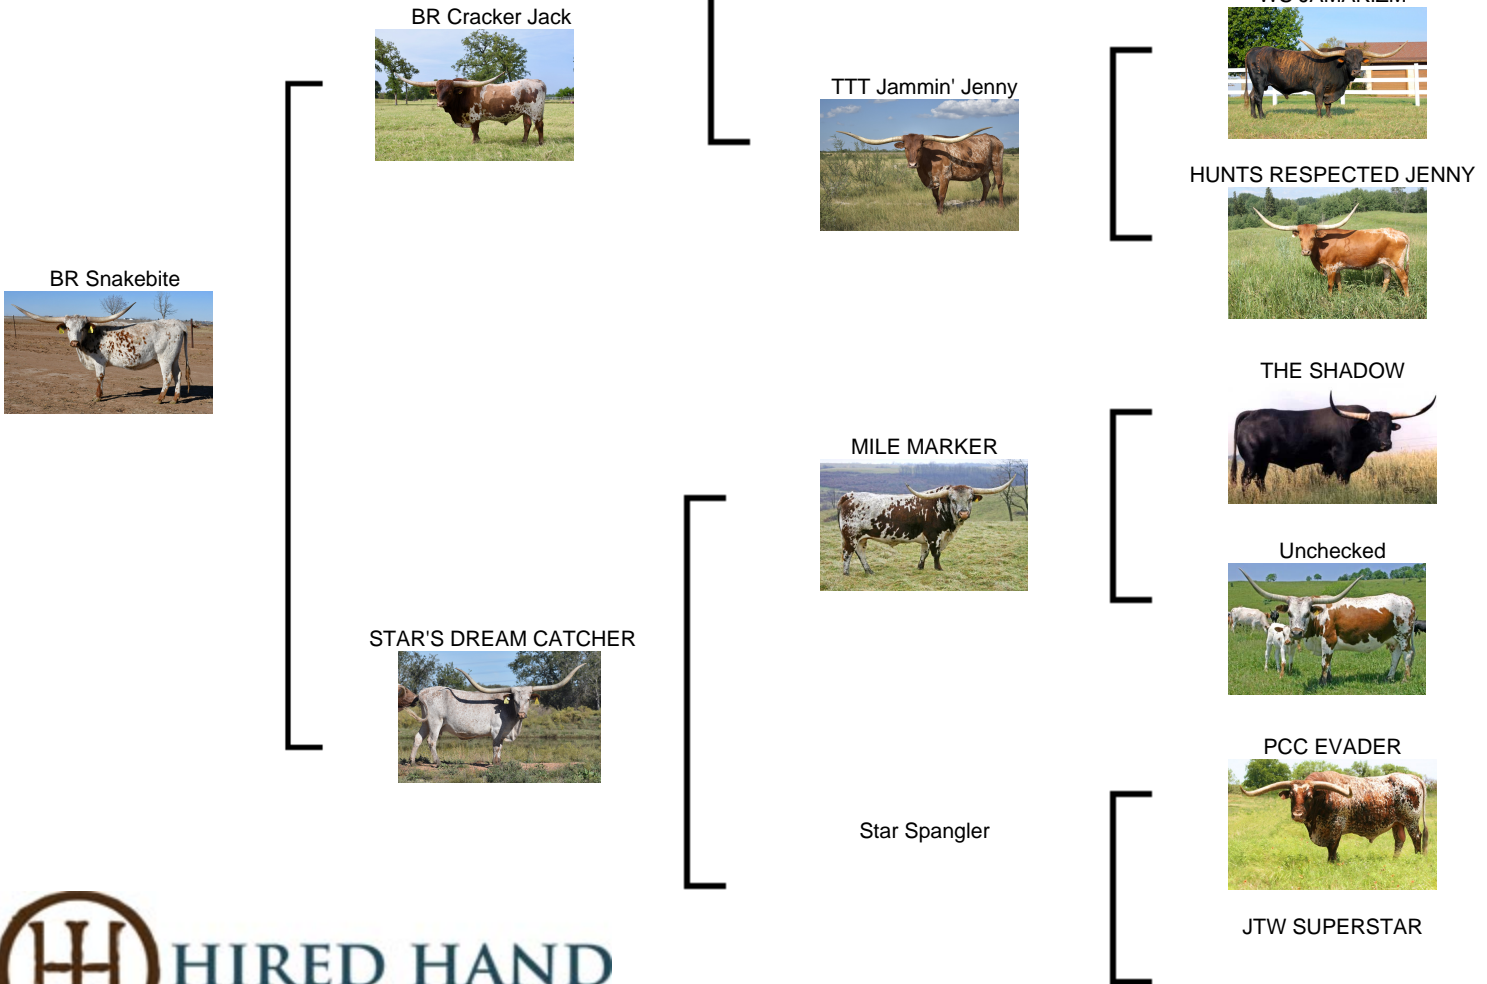 BR Cracker Jack
TTT Jammin' Jenny
HUNTS RESPECTED JENNY
BR Snakebite
THE SHADOW
MILE MARKER
Unchecked
STAR'S DREAM CATCHER
PCC EVADER
Star Spangler
JTW SUPERSTAR
HIRED HAND